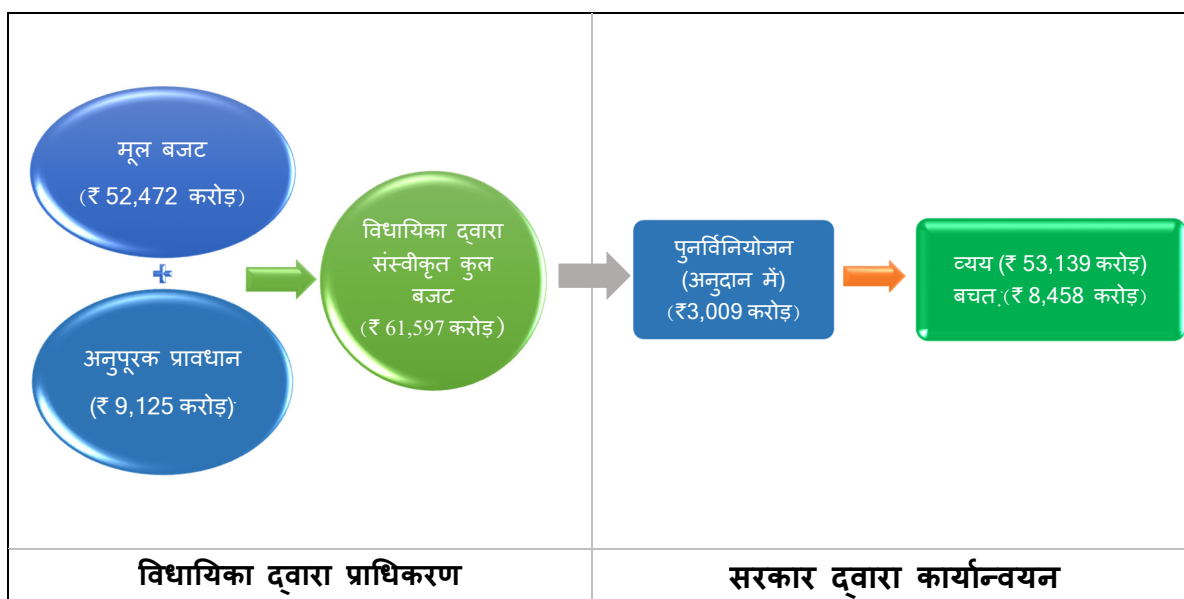 मूल बजट
(₹ 52,472 करोड़)
+
अनुपूरक प्रावधान
(₹ 9,125 करोड़)
विधायिका द्वारा
संस्वीकृत कुल
बजट
(₹ 61,597 करोड़)
पुनर्विनियोजन
(अनुदान में)
(₹3,009 करोड़)
व्यय (₹ 53,139 करोड़)
बचत (₹ 8,458 करोड़)
विधायिका द्वारा प्राधिकरण
सरकार द्वारा कार्यान्वयन